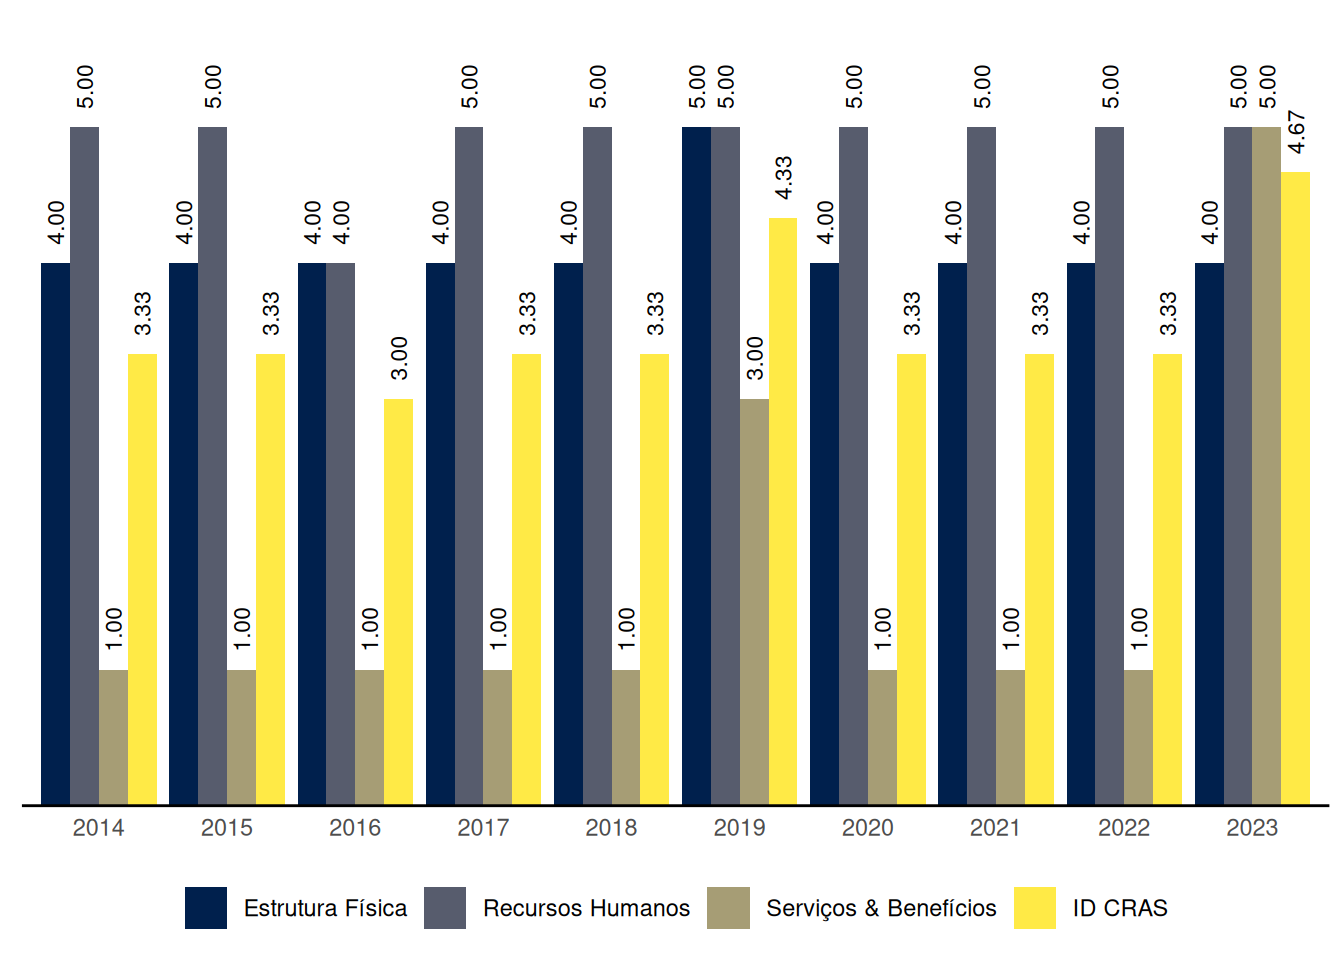 5.00 5.00 5.00 5.00 5.00 5.00 5.00 5.00 5.00 5.00 5.00
4.67
4.33
4.00 4.00 4.00 4.00 4.00 4.00 4.00 4.00 4.00 4.00
3.33 3.33 3.33 3.33 3.33 3.33 3.33
3.00 3.00
1.00 1.00 1.00 1.00 1.00 1.00 1.00 1.00
2014 2015 2016 2017 2018 2019 2020 2021 2022 2023
Estrutura Física Recursos Humanos Serviços & Benefícios ID CRAS